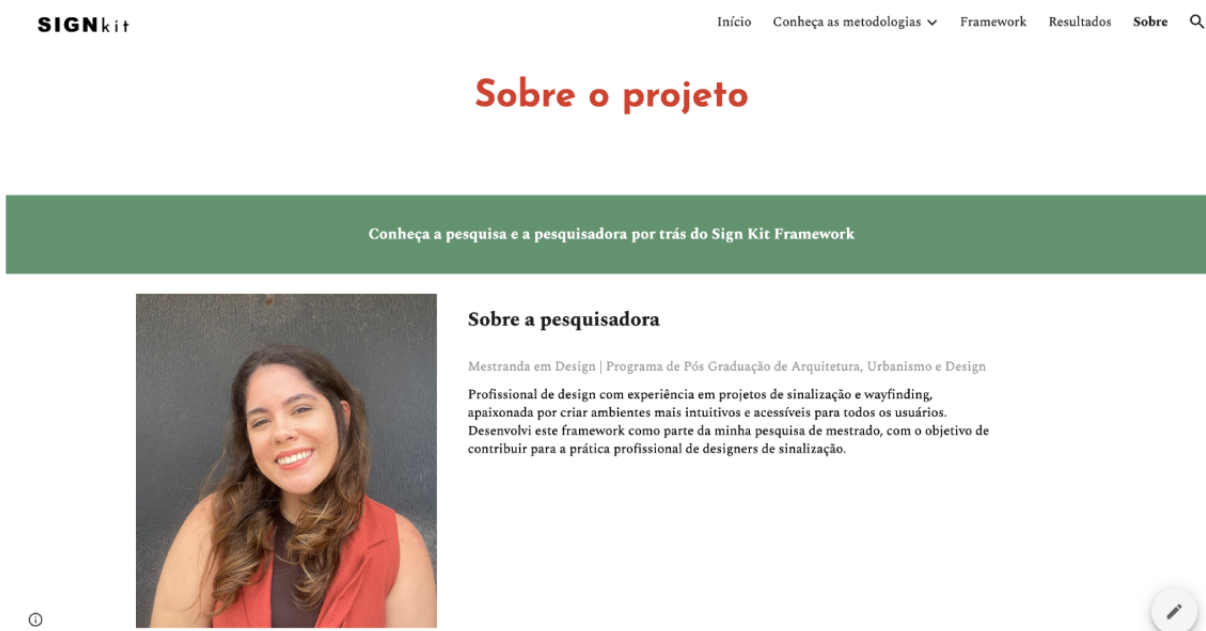 SIGNkit
Início Conheça as metodologias Framework Resultados Sobre
Sobre o projeto
Conheça a pesquisa e a pesquisadora por trás do Sign Kit Framework
Sobre a pesquisadora
Mestranda em Design | Programa de Pós Graduação de Arquitetura, Urbanismo e Design
Profissional de design com experiência em projetos de sinalização e wayfinding,
apaixonada por criar ambientes mais intuitivos e acessíveis para todos os usuários.
Desenvolvi este framework como parte da minha pesquisa de mestrado, com o objetivo de
contribuir para a prática profissional de designers de sinalização.